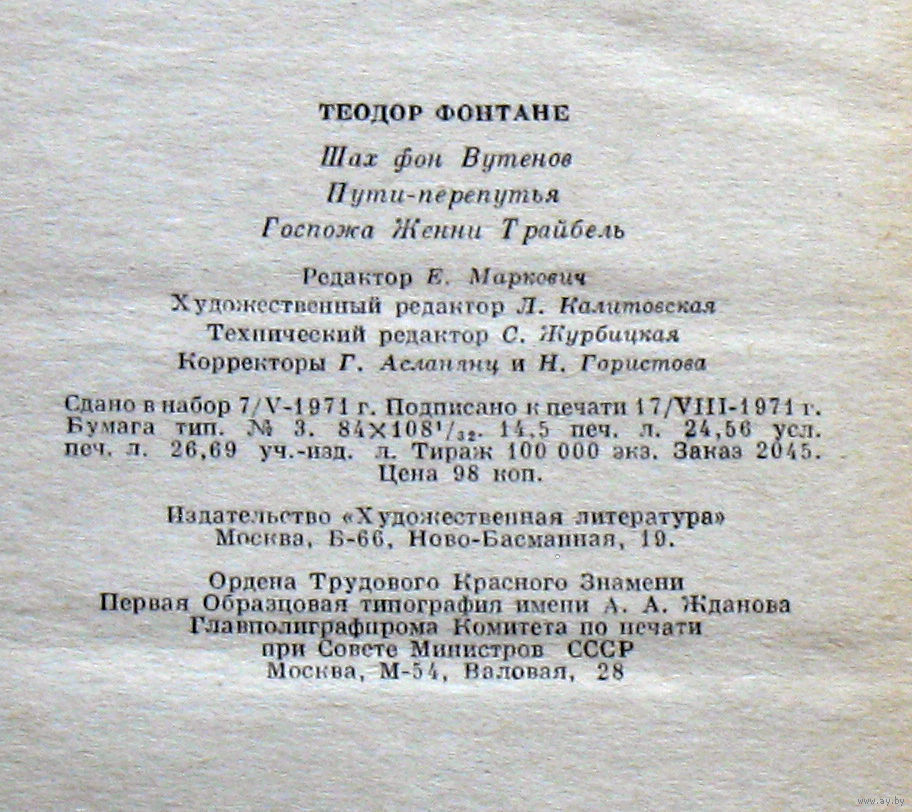 ТЕОДОР ФОНТАНЕ
Шах фон Вутенов
Пути-перепутья
Госпожа Женни Трайбель
Редактор Е. Маркович
Художественный редактор Л. Калитовская
Технический редактор С. Журбицкая
Корректоры Г. Асланянц и Н. Гористова
Сдано в набор 7/V-1971 г. Подписано к печати 17/VIII-1971 г.
Бумага тип. № 3. 84×108¹/₃₂. 14,5 печ. л. 24,56 усл.
печ. л. 26,69 уч.-изд. л. Тираж 100 000 экз. Заказ 2045.
Цена 98 коп.
Издательство «Художественная литература»
Москва, Б-66, Ново-Басманная, 19.
Ордена Трудового Красного Знамени
Первая Образцовая типография имени А. А. Жданова
Главполиграфпрома Комитета по печати
при Совете Министров СССР
Москва, М-54, Валовая, 28
www.ay.by